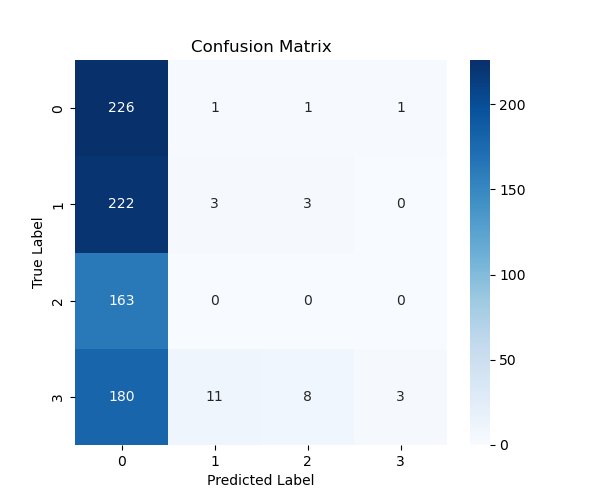 Confusion Matrix
0 226 1 1 1
1 222 3 3 0
2 163 0 0 0
3 180 11 8 3
0 1 2 3
True Label
Predicted Label
200
150
100
50
0